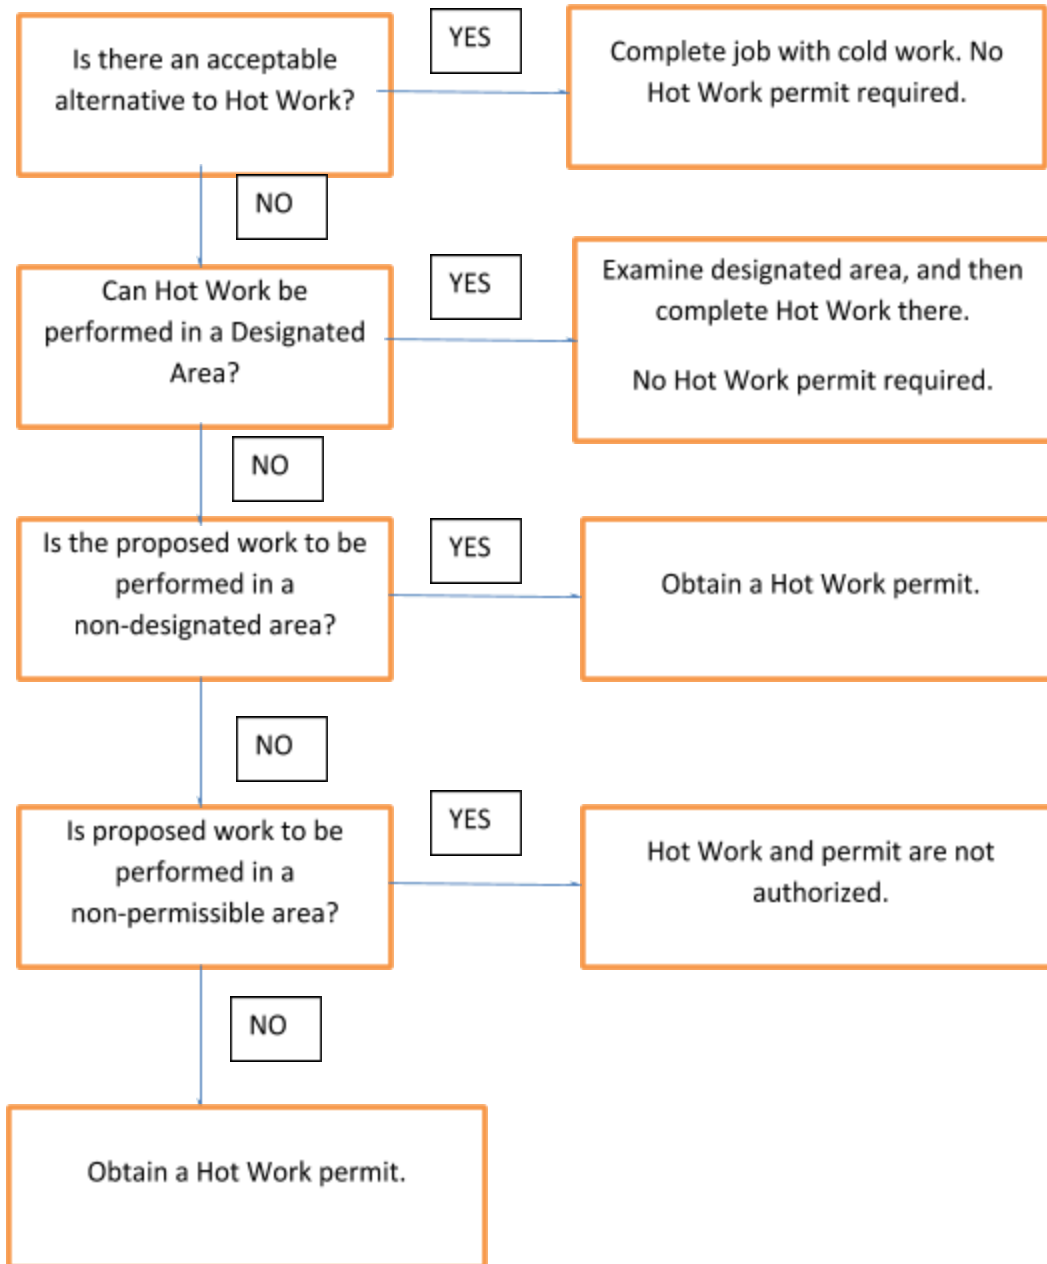 Is there an acceptable
alternative to Hot Work?
YES
Complete job with cold work. No
Hot Work permit required.
NO
Can Hot Work be
performed in a Designated
Area?
YES
Examine designated area, and then
complete Hot Work there.
No Hot Work permit required.
NO
Is the proposed work to be
performed in a
non-designated area?
YES
Obtain a Hot Work permit.
NO
Is proposed work to be
performed in a
non-permissible area?
YES
Hot Work and permit are not
authorized.
NO
Obtain a Hot Work permit.